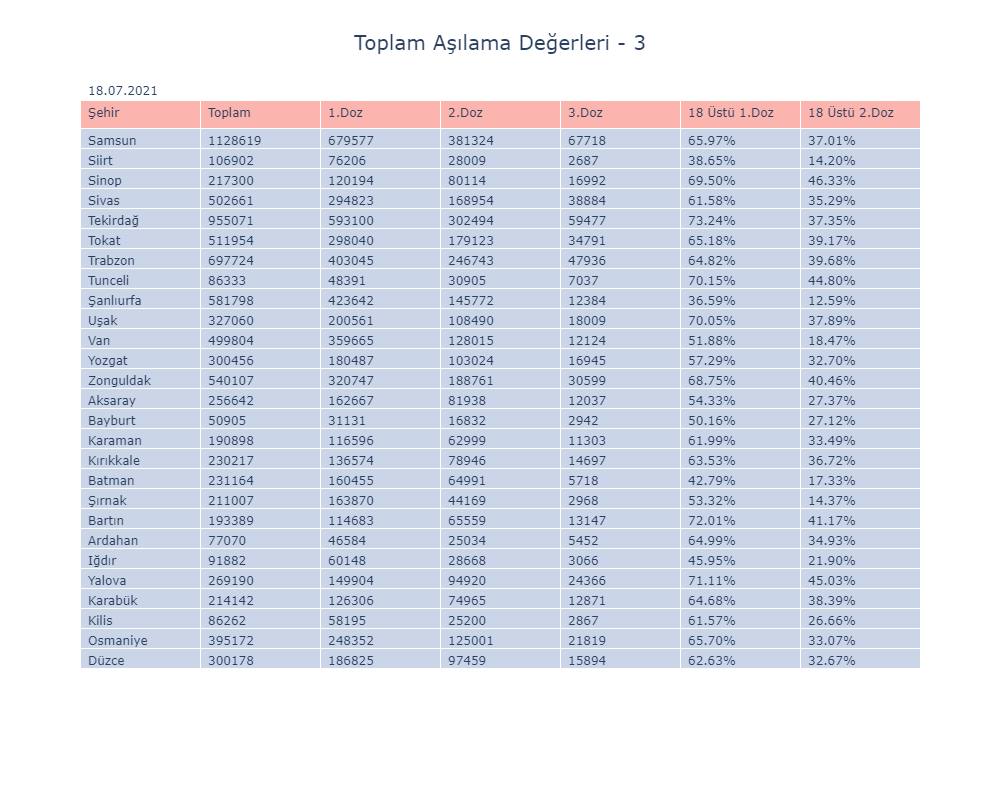 Toplam Aşılama Değerleri - 3
18.07.2021
Şehir Toplam 1.Doz 2.Doz 3.Doz 18 Üstü 1.Doz 18 Üstü 2.Doz
Samsun 1128619 679577 381324 67718 65.97% 37.01%
Siirt 106902 76206 28009 2687 38.65% 14.20%
Sinop 217300 120194 80114 16992 69.50% 46.33%
Sivas 502661 294823 168954 38884 61.58% 35.29%
Tekirdağ 955071 593100 302494 59477 73.24% 37.35%
Tokat 511954 298040 179123 34791 65.18% 39.17%
Trabzon 697724 403045 246743 47936 64.82% 39.68%
Tunceli 86333 48391 30905 7037 70.15% 44.80%
Şanlıurfa 581798 423642 145772 12384 36.59% 12.59%
Uşak 327060 200561 108490 18009 70.05% 37.89%
Van 499804 359665 128015 12124 51.88% 18.47%
Yozgat 300456 180487 103024 16945 57.29% 32.70%
Zonguldak 540107 320747 188761 30599 68.75% 40.46%
Aksaray 256642 162667 81938 12037 54.33% 27.37%
Bayburt 50905 31131 16832 2942 50.16% 27.12%
Karaman 190898 116596 62999 11303 61.99% 33.49%
Kırıkkale 230217 136574 78946 14697 63.53% 36.72%
Batman 231164 160455 64991 5718 42.79% 17.33%
Şırnak 211007 163870 44169 2968 53.32% 14.37%
Bartın 193389 114683 65559 13147 72.01% 41.17%
Ardahan 77070 46584 25034 5452 64.99% 34.93%
Iğdır 91882 60148 28668 3066 45.95% 21.90%
Yalova 269190 149904 94920 24366 71.11% 45.03%
Karabük 214142 126306 74965 12871 64.68% 38.39%
Kilis 86262 58195 25200 2867 61.57% 26.66%
Osmaniye 395172 248352 125001 21819 65.70% 33.07%
Düzce 300178 186825 97459 15894 62.63% 32.67%